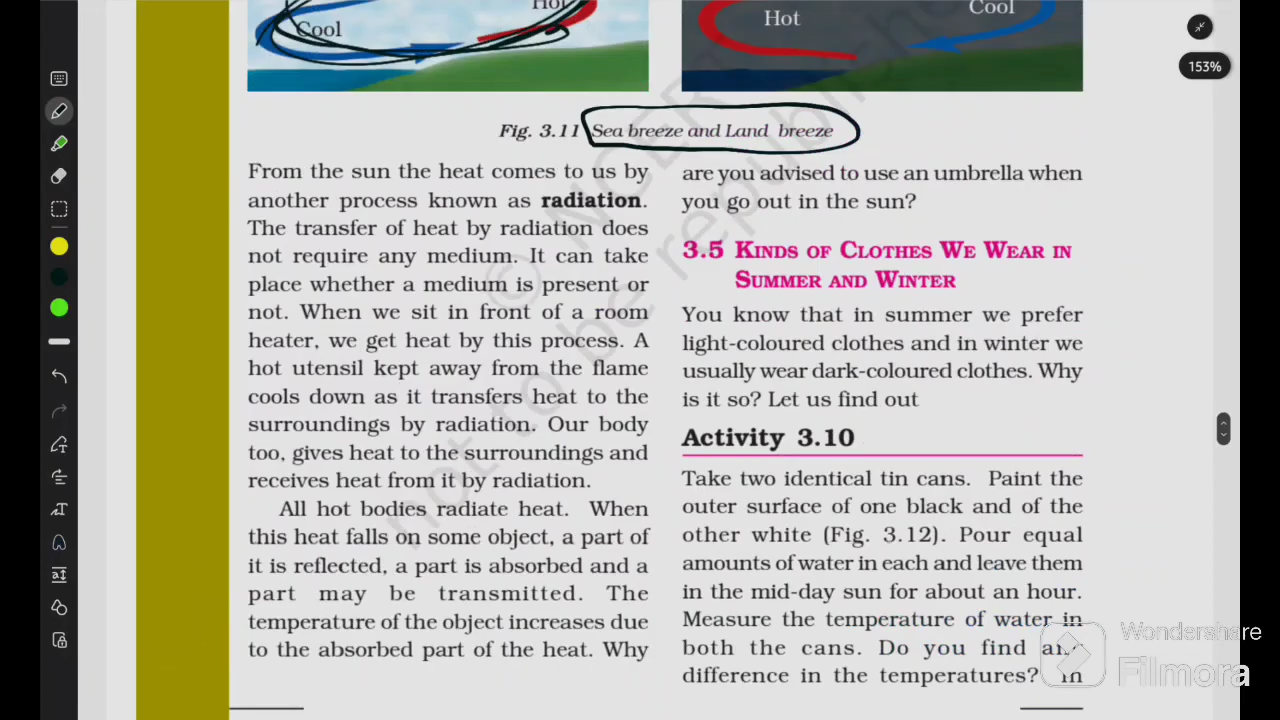 Hot
Cool
Hot
Cool
153%
Fig. 3.11 Sea breeze and Land breeze
From the sun the heat comes to us by
another process known as radiation.
The transfer of heat by radiation does
not require any medium. It can take
place whether a medium is present or
not. When we sit in front of a room
heater, we get heat by this process. A
hot utensil kept away from the flame
cools down as it transfers heat to the
surroundings by radiation. Our body
too, gives heat to the surroundings and
receives heat from it by radiation.
All hot bodies radiate heat. When
this heat falls on some object, a part of
it is reflected, a part is absorbed and a
part may be transmitted. The
temperature of the object increases due
to the absorbed part of the heat. Why
are you advised to use an umbrella when
you go out in the sun?
3.5 KINDS OF CLOTHES WE WEAR IN
SUMMER AND WINTER
You know that in summer we prefer
light-coloured clothes and in winter we
usually wear dark-coloured clothes. Why
is it so? Let us find out
Activity 3.10
Take two identical tin cans. Paint the
outer surface of one black and of the
other white (Fig. 3.12). Pour equal
amounts of water in each and leave them
in the mid-day sun for about an hour.
Measure the temperature of water in
both the cans. Do you find any
difference in the temperatures? In
© NCER
not to be republishe
Wondershare
Filmora